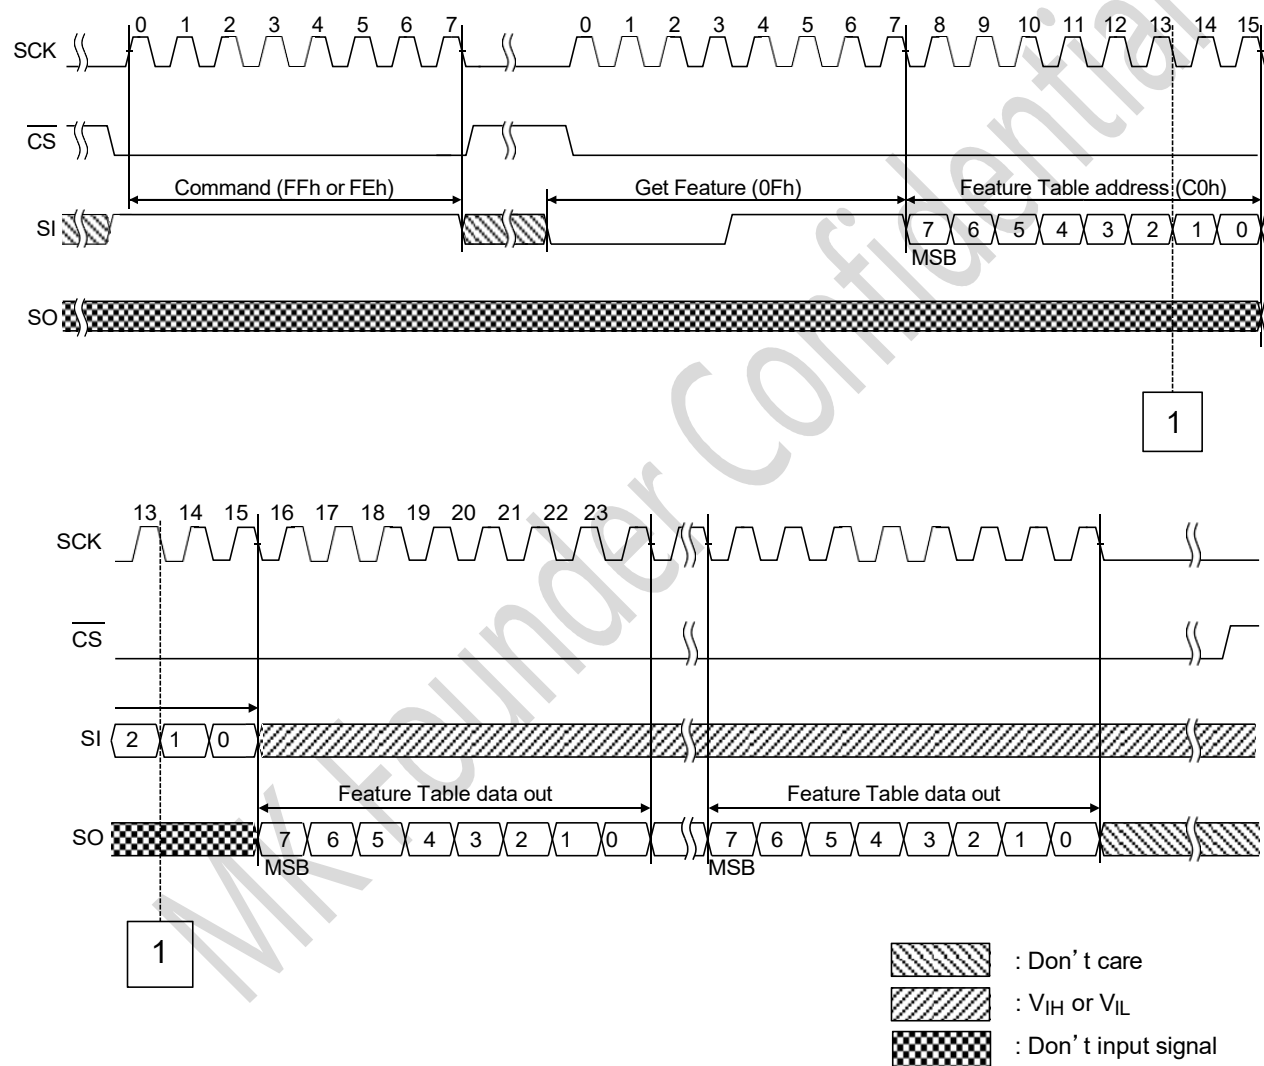 0 1 2 3 4 5 6 7 0 1 2 3 4 5 6 7 8 9 10 11 12 13 14 15
SCK
CS
Command (FFh or FEh) Get Feature (0Fh) Feature Table address (C0h)
SI 7 6 5 4 3 2 1 0
MSB
SO
1
13 14 15 16 17 18 19 20 21 22 23
SCK
CS
SI 2 1 0
Feature Table data out Feature Table data out
SO 7 6 5 4 3 2 1 0 7 6 5 4 3 2 1 0
MSB MSB
1
: Don't care
: VIH or VIL
: Don't input signal
MK Founder Confidential